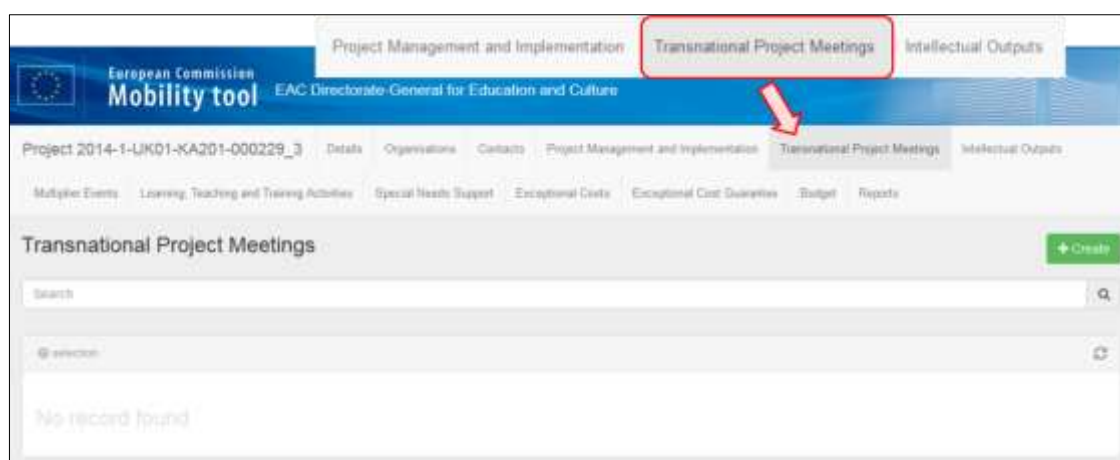 Project Management and Implementation Transnational Project Meetings Intellectual Outputs
European Commission
Mobility tool EAC Directorate-General for Education and Culture
Project 2014-1-UK01-KA201-000229_3 Details Organisations Contacts Project Management and Implementation Transnational Project Meetings Intellectual Outputs
Multiplier Events Learning, Teaching and Training Activities Special Needs Support Exceptional Costs Exceptional Cost Guarantee Budget Reports
Transnational Project Meetings + Create
Search
selection
No record found